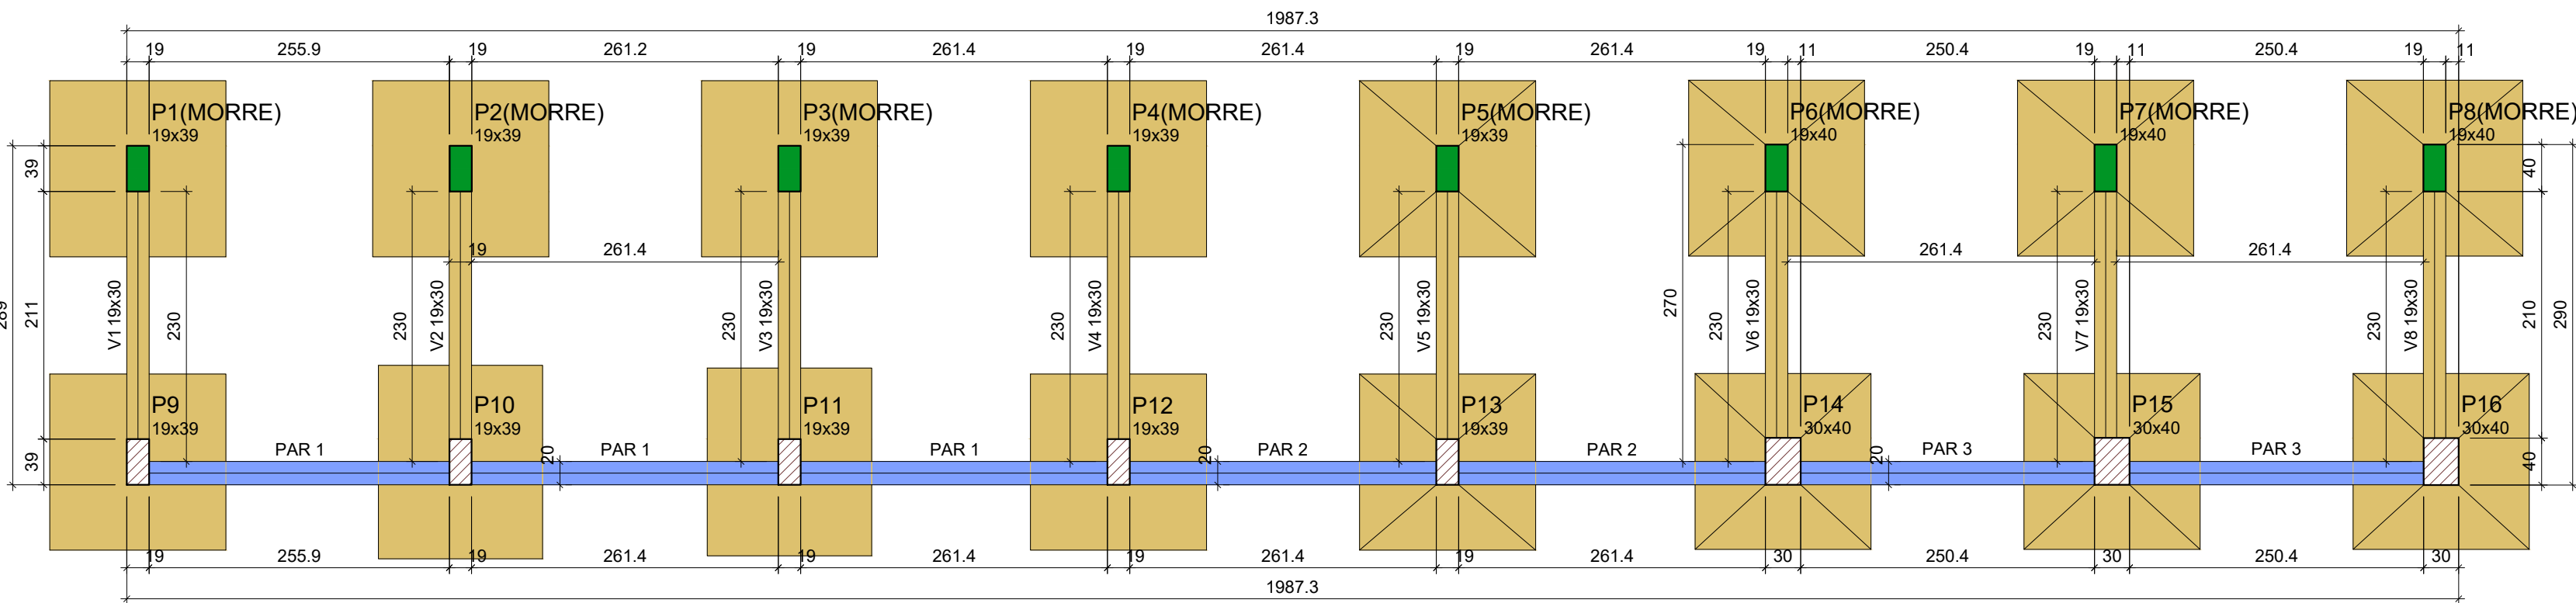 1987.3
19 255.9 19 261.2 19 261.4 19 261.4 19 261.4 19 11 250.4 19 11 250.4 19 11
P1(MORRE) P2(MORRE) P3(MORRE) P4(MORRE) P5(MORRE) P6(MORRE) P7(MORRE) P8(MORRE)
19x39 19x39 19x39 19x39 19x39 19x40 19x40 19x40
39 40
19 261.4 261.4 261.4
289 211 V1 19x30 230 230 V2 19x30 230 V3 19x30 230 V4 19x30 230 V5 19x30 270 230 V6 19x30 230 V7 19x30 230 V8 19x30 210 290
P9 P10 P11 P12 P13 P14 P15 P16
19x39 19x39 19x39 19x39 19x39 30x40 30x40 30x40
PAR 1 PAR 1 PAR 1 PAR 2 PAR 2 PAR 3 PAR 3
39 20 20 20 40
19 255.9 19 261.4 19 261.4 19 261.4 19 261.4 30 250.4 30 250.4 30
1987.3